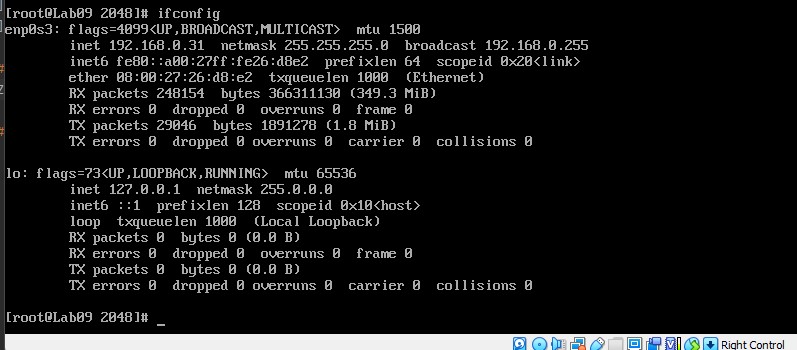 [root@Lab09 2048]# ifconfig
enp0s3: flags=4099<UP,BROADCAST,MULTICAST>  mtu 1500
        inet 192.168.0.31  netmask 255.255.255.0  broadcast 192.168.0.255
        inet6 fe80::a00:27ff:fe26:d8e2  prefixlen 64  scopeid 0x20<link>
        ether 08:00:27:26:d8:e2  txqueuelen 1000  (Ethernet)
        RX packets 248154  bytes 366311130 (349.3 MiB)
        RX errors 0  dropped 0  overruns 0  frame 0
        TX packets 29046  bytes 1891278 (1.8 MiB)
        TX errors 0  dropped 0 overruns 0  carrier 0  collisions 0

lo: flags=73<UP,LOOPBACK,RUNNING>  mtu 65536
        inet 127.0.0.1  netmask 255.0.0.0
        inet6 ::1  prefixlen 128  scopeid 0x10<host>
        loop  txqueuelen 1000  (Local Loopback)
        RX packets 0  bytes 0 (0.0 B)
        RX errors 0  dropped 0  overruns 0  frame 0
        TX packets 0  bytes 0 (0.0 B)
        TX errors 0  dropped 0 overruns 0  carrier 0  collisions 0

[root@Lab09 2048]# _
Right Control